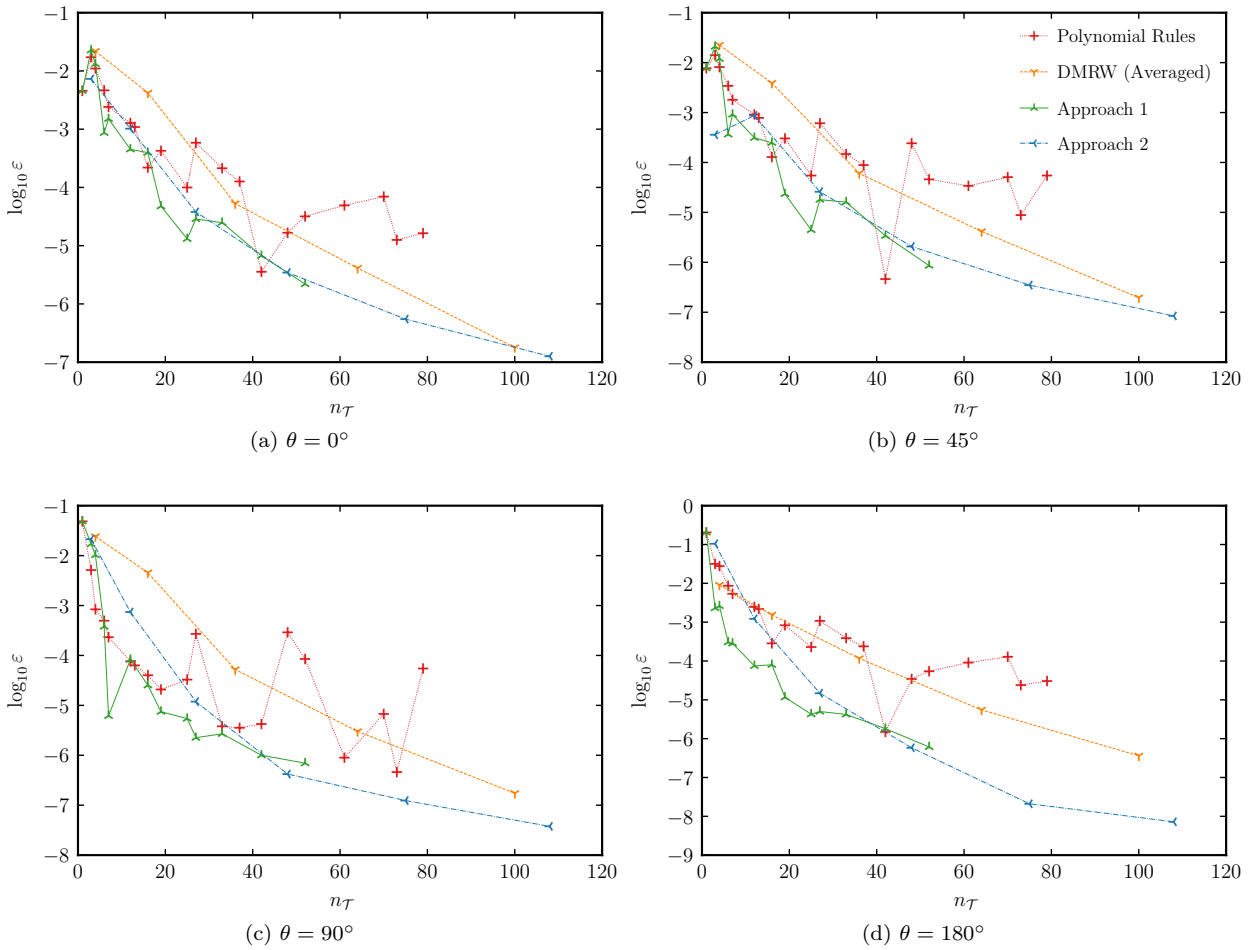 −1
−2
−3
−4
−5
−6
−7
log₁₀ ε
0 20 40 60 80 100 120
n𝒯
(a) θ = 0°
−1
−2
−3
−4
−5
−6
−7
−8
log₁₀ ε
Polynomial Rules
DMRW (Averaged)
Approach 1
Approach 2
0 20 40 60 80 100 120
n𝒯
(b) θ = 45°
−1
−2
−3
−4
−5
−6
−7
−8
log₁₀ ε
0 20 40 60 80 100 120
n𝒯
(c) θ = 90°
0
−1
−2
−3
−4
−5
−6
−7
−8
−9
log₁₀ ε
0 20 40 60 80 100 120
n𝒯
(d) θ = 180°